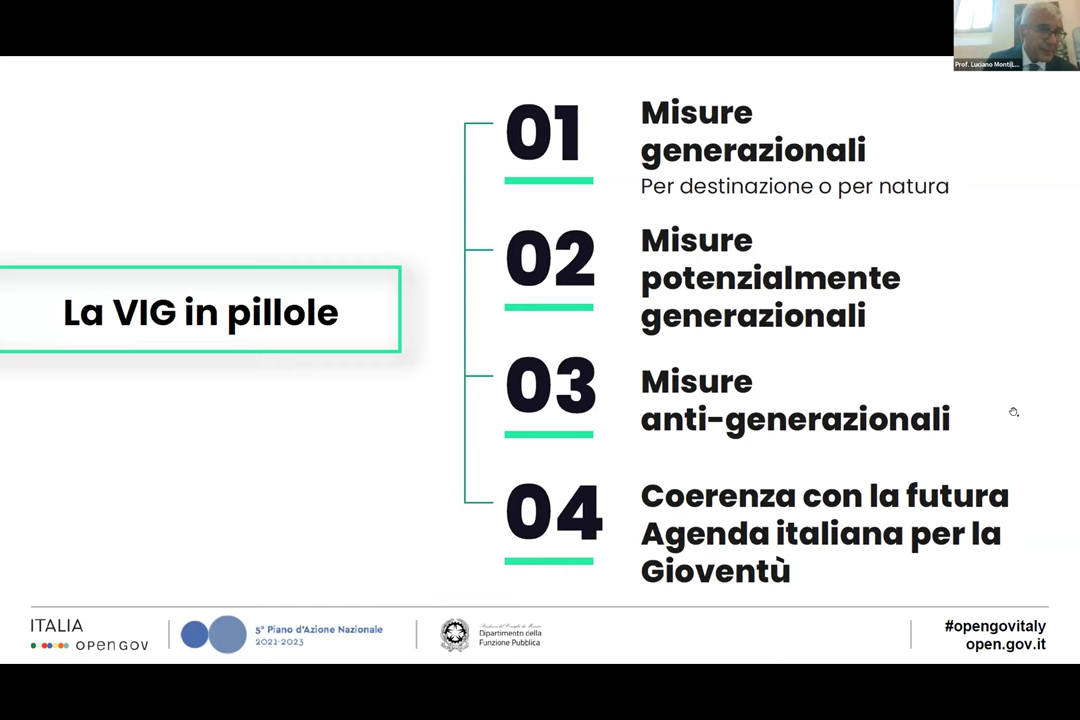 Prof. Luciano Monti|L...
La VIG in pillole
01
Misure
generazionali
Per destinazione o per natura
02
Misure
potenzialmente
generazionali
03
Misure
anti-generazionali
04
Coerenza con la futura
Agenda italiana per la
Gioventù
ITALIA
OPEN GOV
5° Piano d'Azione Nazionale
2021-2023
Dipartimento della
Funzione Pubblica
#opengovitaly
open.gov.it